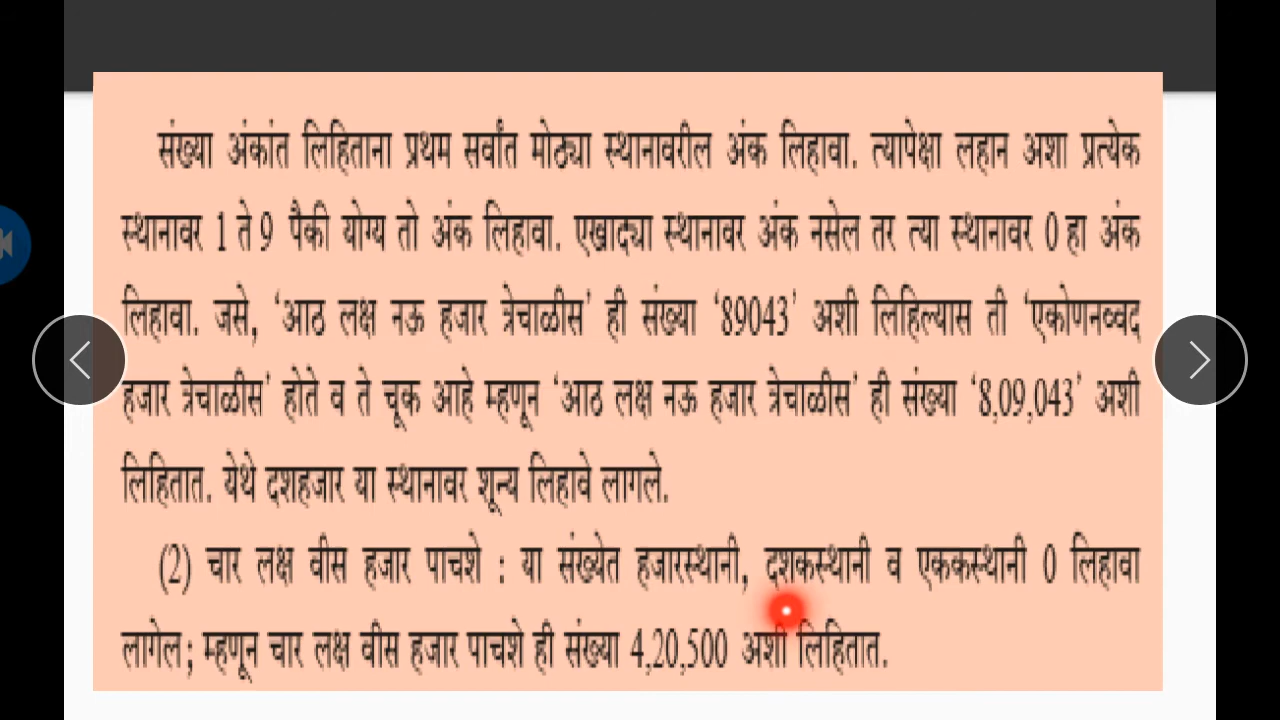 संख्या अंकांत लिहिताना प्रथम सर्वांत मोठ्या स्थानावरील अंक लिहावा. त्यापेक्षा लहान अशा प्रत्येक
स्थानावर 1 ते 9 पैकी योग्य तो अंक लिहावा. एखाद्या स्थानावर अंक नसेल तर त्या स्थानावर 0 हा अंक
लिहावा. जसे, ‘आठ लक्ष नऊ हजार त्रेचाळीस’ ही संख्या ‘89043’ अशी लिहिल्यास ती ‘एकोणनव्वद
हजार त्रेचाळीस’ होते व ते चूक आहे म्हणून ‘आठ लक्ष नऊ हजार त्रेचाळीस’ ही संख्या ‘8,09,043’ अशी
लिहितात. येथे दशहजार या स्थानावर शून्य लिहावे लागले.
(2) चार लक्ष वीस हजार पाचशे : या संख्येत हजारस्थानी, दशकस्थानी व एककस्थानी 0 लिहावा
लागेल; म्हणून चार लक्ष वीस हजार पाचशे ही संख्या 4,20,500 अशी लिहितात.